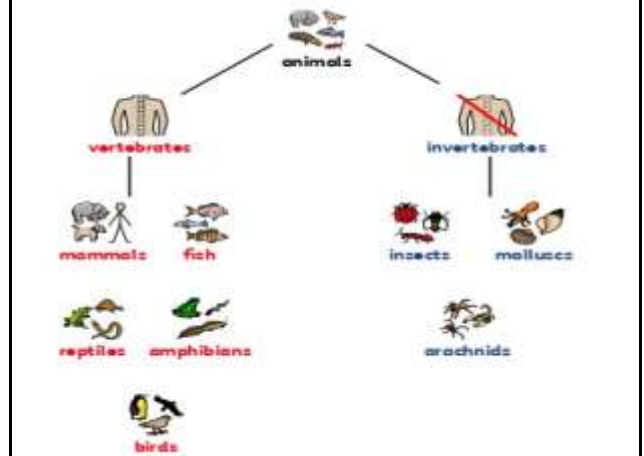 animals
vertebrates invertebrates
mammals fish insects molluscs
reptiles amphibians arachnids
birds